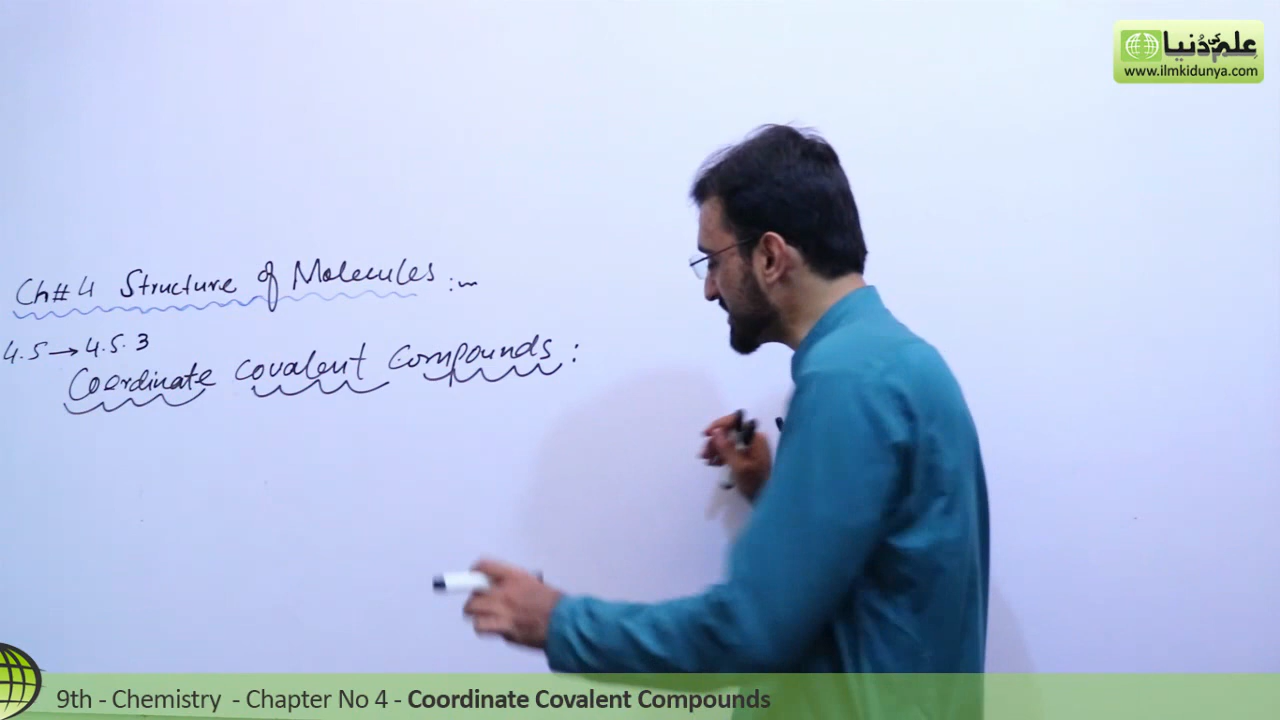 علم کی دنیا
www.ilmkidunya.com
Ch# 4 Structure of Molecules :~
4.5 → 4.5.3
Coordinate Covalent Compounds :
9th - Chemistry - Chapter No 4 - Coordinate Covalent Compounds